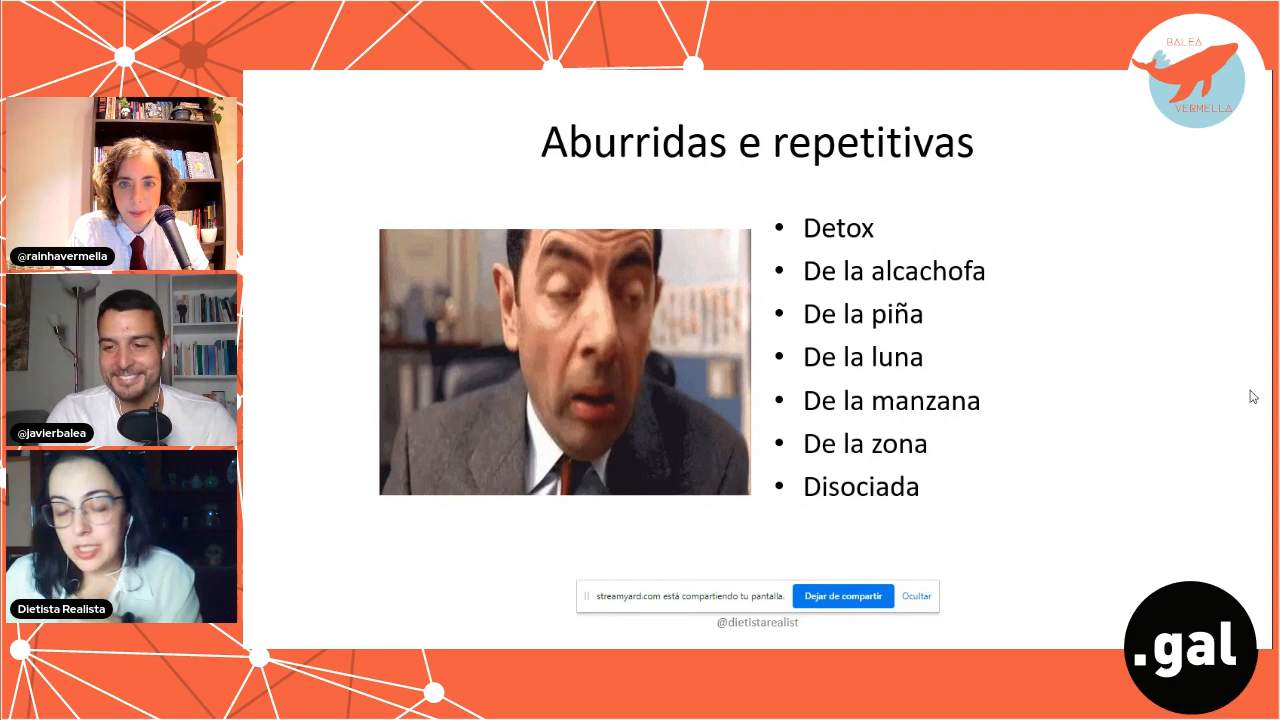 BALEA
VERMELLA
Aburridas e repetitivas
@rainhavermella
@javierbalea
Dietista Realista
• Detox
• De la alcachofa
• De la piña
• De la luna
• De la manzana
• De la zona
• Disociada
streamyard.com está compartiendo tu pantalla. Dejar de compartir Ocultar
@dietistarealist
.gal